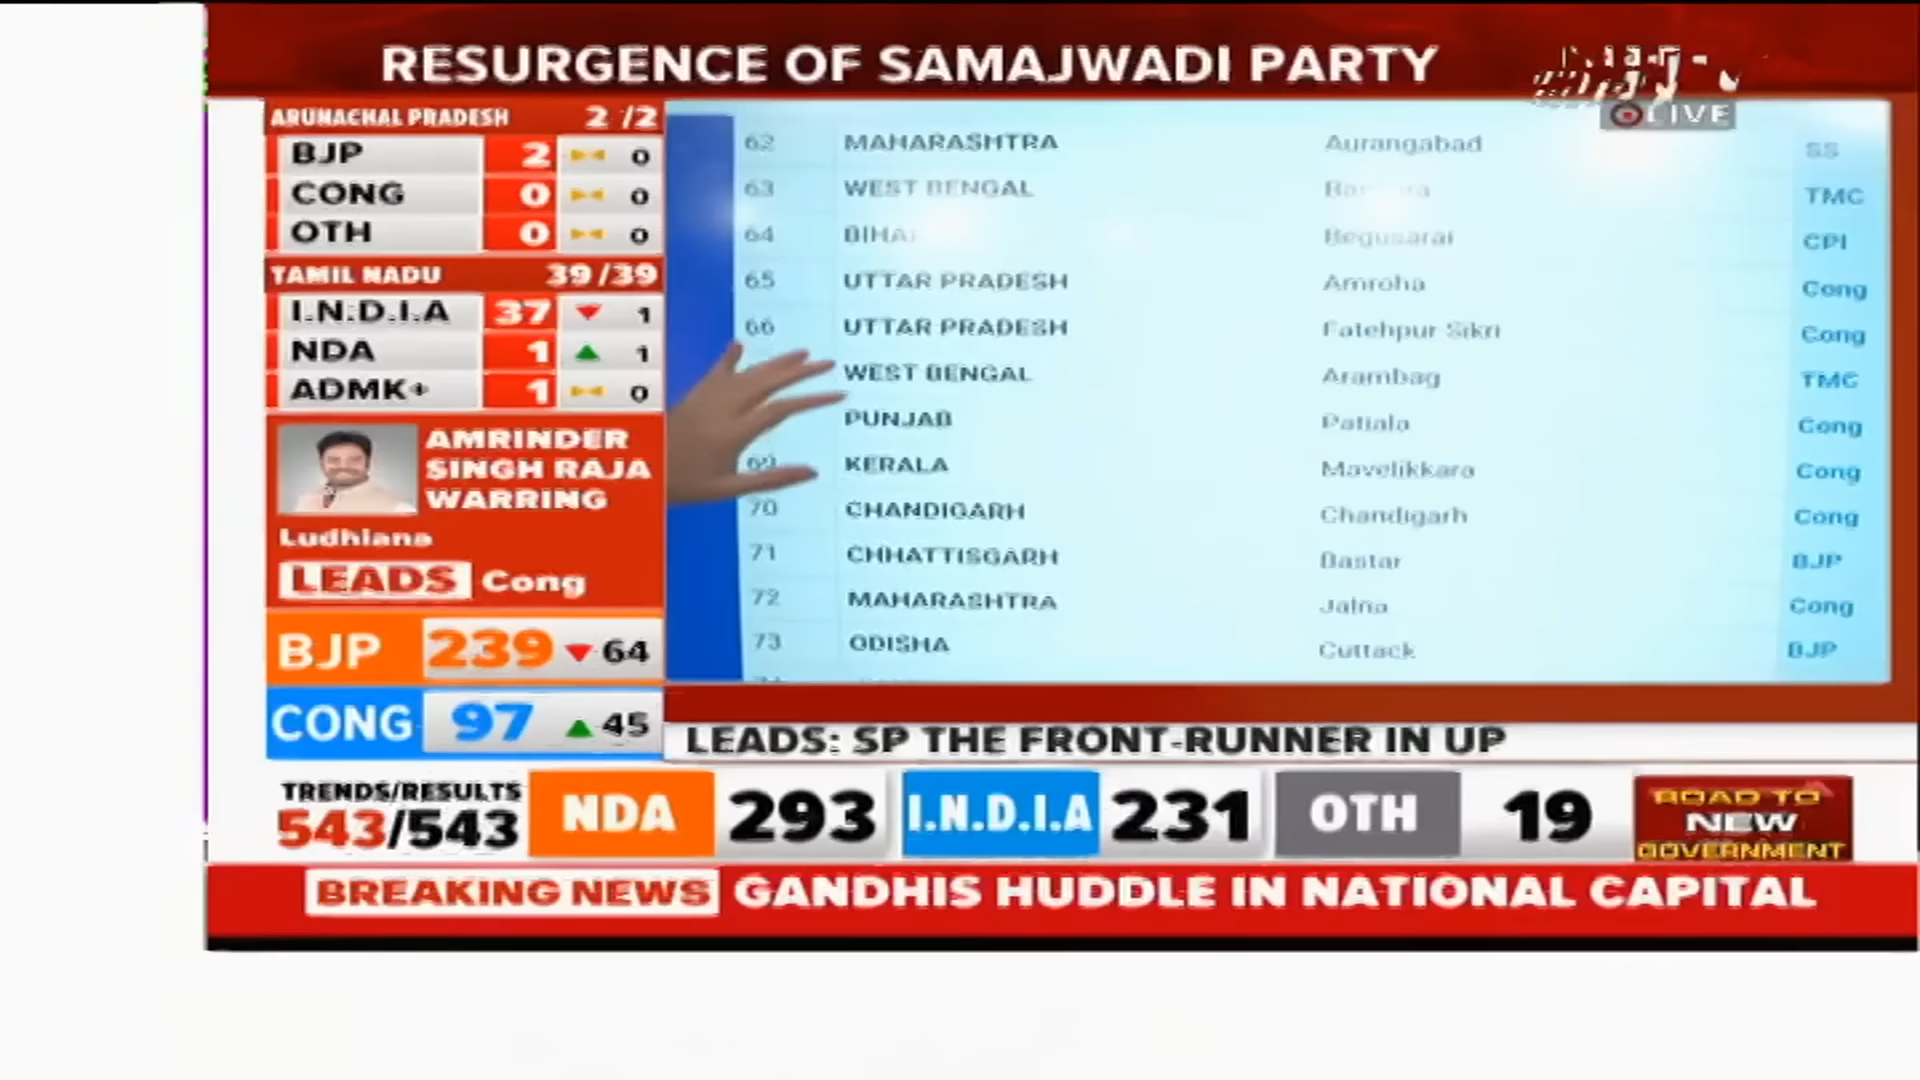 RESURGENCE OF SAMAJWADI PARTY
LIVE
ARUNACHAL PRADESH 2/2
BJP 2 0
CONG 0 0
OTH 0 0
TAMIL NADU 39/39
I.N.D.I.A 37 1
NDA 1 1
ADMK+ 1 0
AMRINDER
SINGH RAJA
WARRING
Ludhiana
LEADS Cong
BJP 239 64
CONG 97 45
62 MAHARASHTRA Aurangabad SS
63 WEST BENGAL TMC
64 Begusarai CPI
65 UTTAR PRADESH Amroha Cong
66 UTTAR PRADESH Fatehpur Sikri Cong
WEST BENGAL Arambag TMC
PUNJAB Patiala Cong
69 KERALA Mavelikkara Cong
70 CHANDIGARH Chandigarh Cong
71 CHHATTISGARH Bastar BJP
72 MAHARASHTRA Jalna Cong
73 ODISHA Cuttack BJP
LEADS: SP THE FRONT-RUNNER IN UP
TRENDS/RESULTS
543/543
NDA 293 I.N.D.I.A 231 OTH 19
ROAD TO
NEW
GOVERNMENT
BREAKING NEWS GANDHIS HUDDLE IN NATIONAL CAPITAL